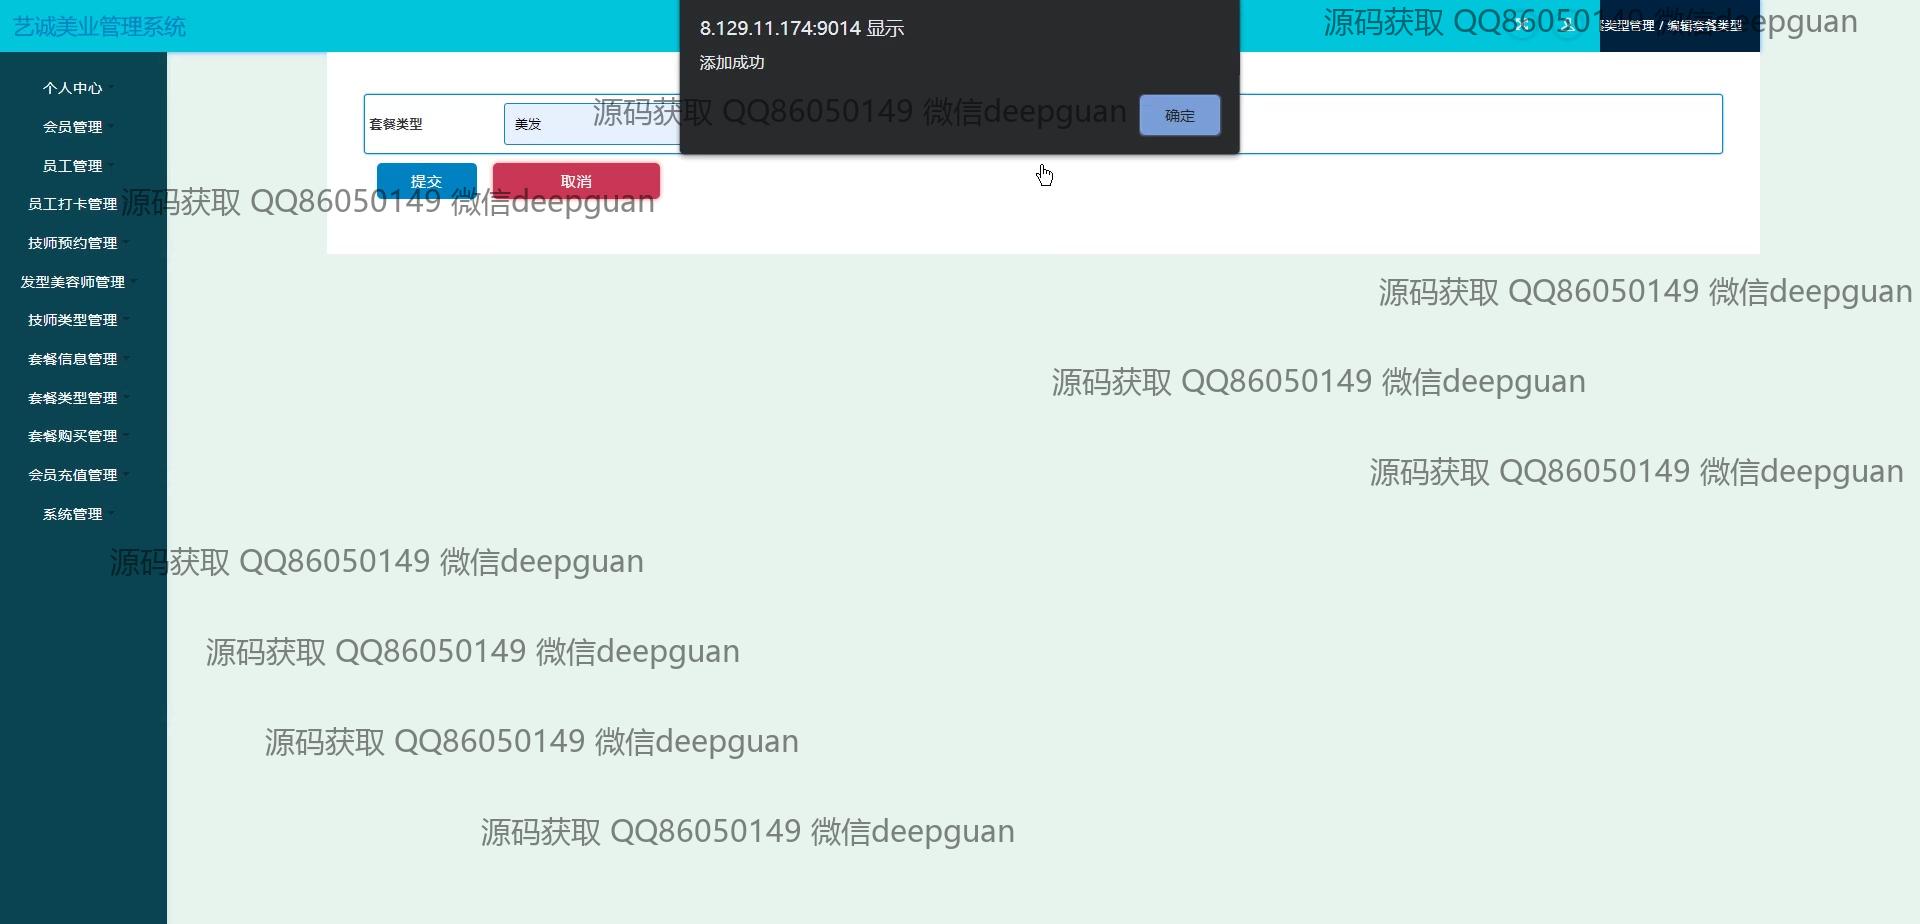 艺诚美业管理系统
8.129.11.174:9014 显示
添加成功
确定
类型管理 / 编辑套餐类型
套餐类型
美发
提交
取消
个人中心
会员管理
员工管理
员工打卡管理
技师预约管理
发型美容师管理
技师类型管理
套餐信息管理
套餐类型管理
套餐购买管理
会员充值管理
系统管理
源码获取 QQ86050149 微信deepguan
源码获取 QQ86050149 微信deepguan
源码获取 QQ86050149 微信deepguan
源码获取 QQ86050149 微信deepguan
源码获取 QQ86050149 微信deepguan
源码获取 QQ86050149 微信deepguan
源码获取 QQ86050149 微信deepguan
源码获取 QQ86050149 微信deepguan
源码获取 QQ86050149 微信deepguan
源码获取 QQ86050149 微信deepguan